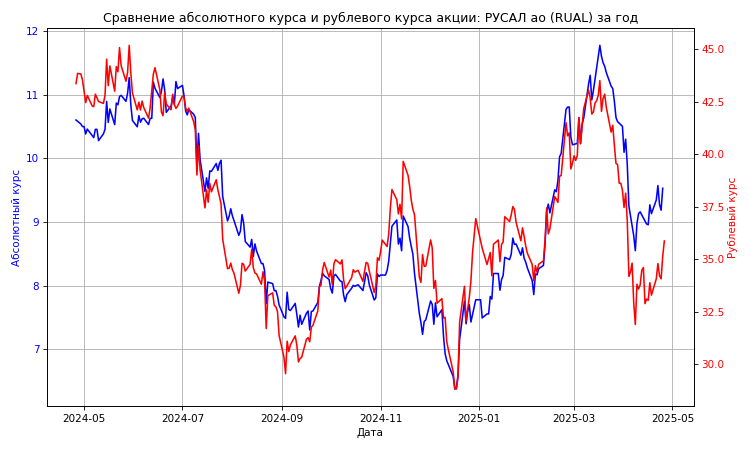 Сравнение абсолютного курса и рублевого курса акции: РУСАЛ ао (RUAL) за год
Абсолютный курс
12
11
10
9
8
7
45.0
42.5
40.0
37.5
35.0
32.5
30.0
Рублевый курс
2024-05 2024-07 2024-09 2024-11 2025-01 2025-03 2025-05
Дата